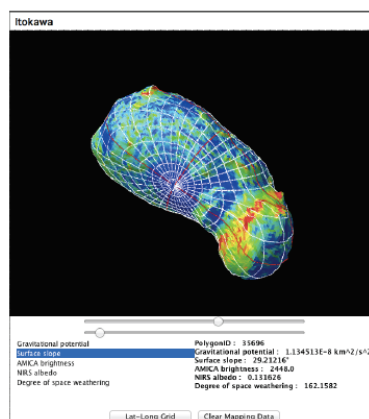 Itokawa
Gravitational potential
Surface slope
AMICA brightness
NIRS albedo
Degree of space weathering
PolygonID : 35696
Gravitational potential : 1.134513E-8 km^2/s^2
Surface slope : 29.21216°
AMICA brightness : 2448.0
NIRS albedo : 0.131626
Degree of space weathering : 162.1582
Lat-Long Grid
Clear Mapping Data